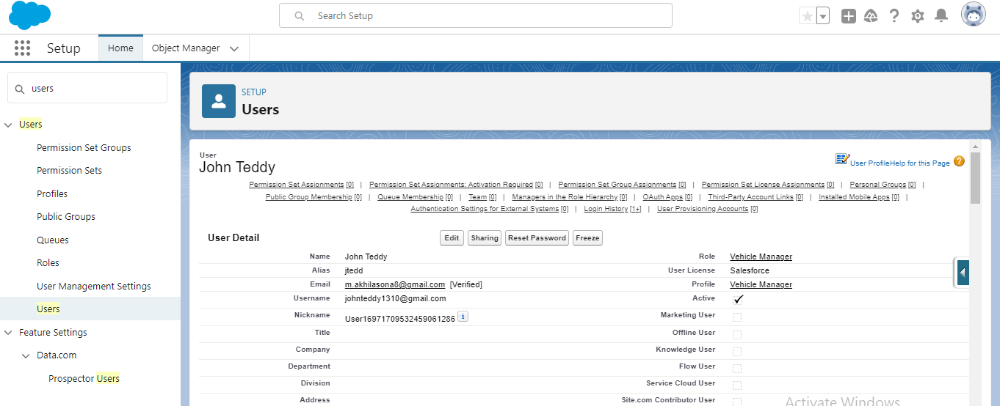 Search Setup
Setup Home Object Manager
users
SETUP
Users
Users
Permission Set Groups
Permission Sets
Profiles
Public Groups
Queues
Roles
User Management Settings
Users
Feature Settings
Data.com
Prospector Users
User
John Teddy
User Profile Help for this Page
Permission Set Assignments [0] | Permission Set Assignments: Activation Required [0] | Permission Set Group Assignments [0] | Permission Set License Assignments [0] | Personal Groups [0] |
Public Group Membership [0] | Queue Membership [0] | Team [0] | Managers in the Role Hierarchy [0] | OAuth Apps [0] | Third-Party Account Links [0] | Installed Mobile Apps [0] |
Authentication Settings for External Systems [0] | Login History [1+] | User Provisioning Accounts [0]
User Detail Edit Sharing Reset Password Freeze
Name John Teddy Role Vehicle Manager
Alias jtedd User License Salesforce
Email m.akhilasona8@gmail.com [Verified] Profile Vehicle Manager
Username johnteddy1310@gmail.com Active
Nickname User16971709532459061286 i Marketing User
Title Offline User
Company Knowledge User
Department Flow User
Division Service Cloud User
Address Site.com Contributor User
Activate Windows